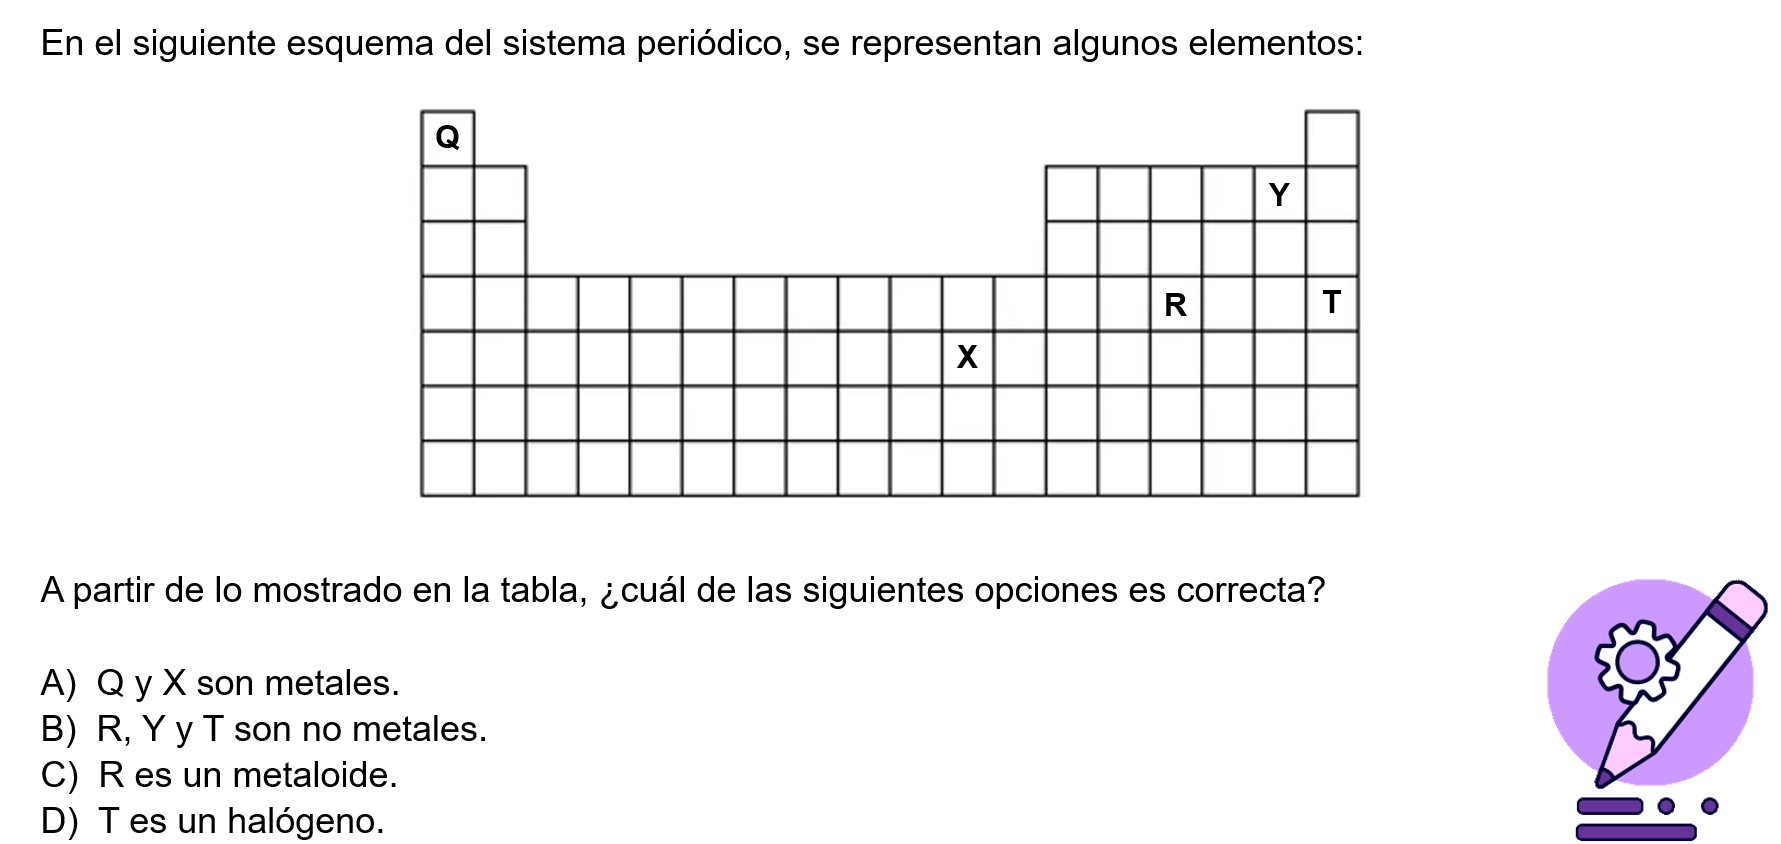 En el siguiente esquema del sistema periódico, se representan algunos elementos:
Q
Y
R
T
X
A partir de lo mostrado en la tabla, ¿cuál de las siguientes opciones es correcta?
A) Q y X son metales.
B) R, Y y T son no metales.
C) R es un metaloide.
D) T es un halógeno.